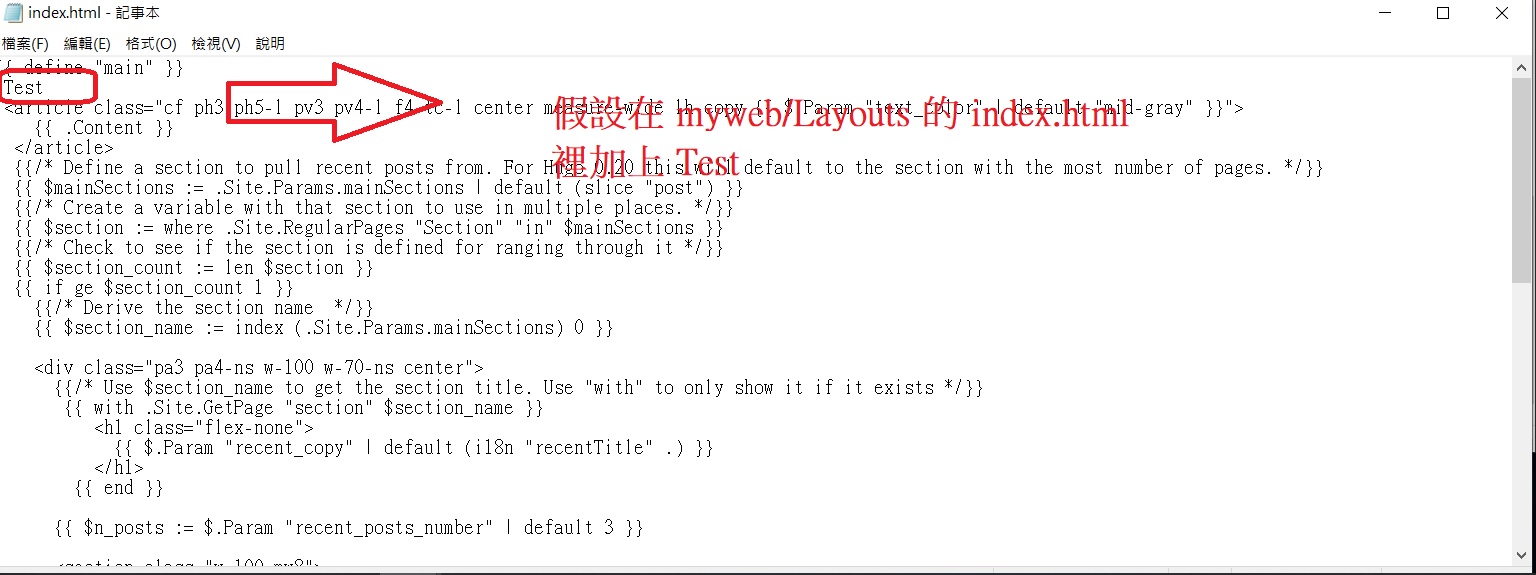 index.html - 記事本
檔案(F) 編輯(E) 格式(O) 檢視(V) 說明
{{ define "main" }}
Test
<article class="cf ph3 ph5-l pv3 pv4-l f4 tc-l center measure-wide lh-copy {{ $.Param "text_color" | default "mid-gray" }}">
假設在 myweb/Layouts 的 index.html
{{ .Content }}
</article>
裡加上 Test
{{/* Define a section to pull recent posts from. For Hugo 0.20 this will default to the section with the most number of pages. */}}
{{ $mainSections := .Site.Params.mainSections | default (slice "post") }}
{{/* Create a variable with that section to use in multiple places. */}}
{{ $section := where .Site.RegularPages "Section" "in" $mainSections }}
{{/* Check to see if the section is defined for ranging through it */}}
{{ $section_count := len $section }}
{{ if ge $section_count 1 }}
{{/* Derive the section name  */}}
{{ $section_name := index (.Site.Params.mainSections) 0 }}
<div class="pa3 pa4-ns w-100 w-70-ns center">
{{/* Use $section_name to get the section title. Use "with" to only show it if it exists */}}
{{ with .Site.GetPage "section" $section_name }}
<h1 class="flex-none">
{{ $.Param "recent_copy" | default (i18n "recentTitle" .) }}
</h1>
{{ end }}
{{ $n_posts := $.Param "recent_posts_number" | default 3 }}
<section class="w-100 mw8">